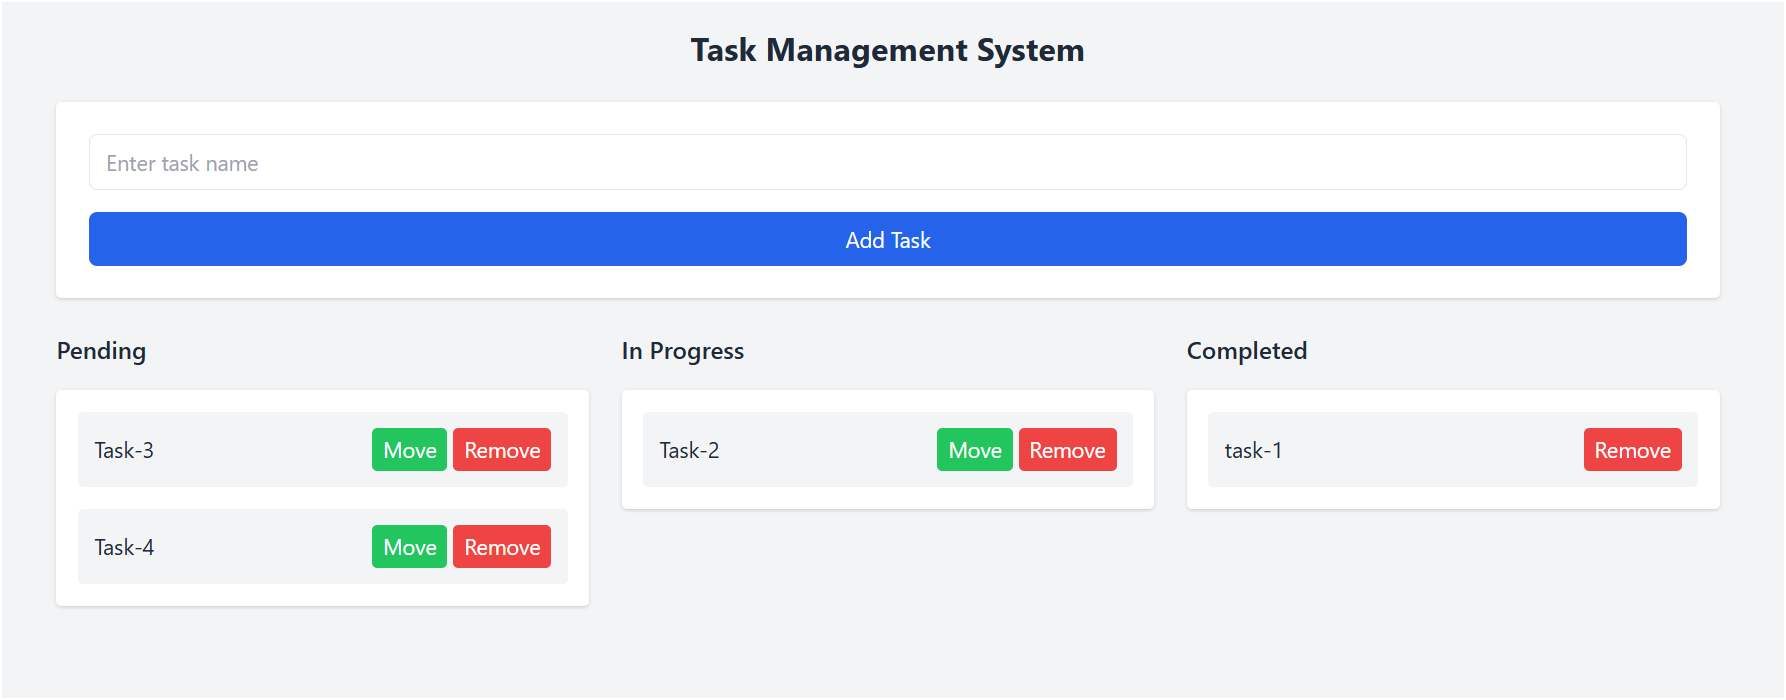 Task Management System
Enter task name
Add Task
Pending
Task-3 Move Remove
Task-4 Move Remove
In Progress
Task-2 Move Remove
Completed
task-1 Remove